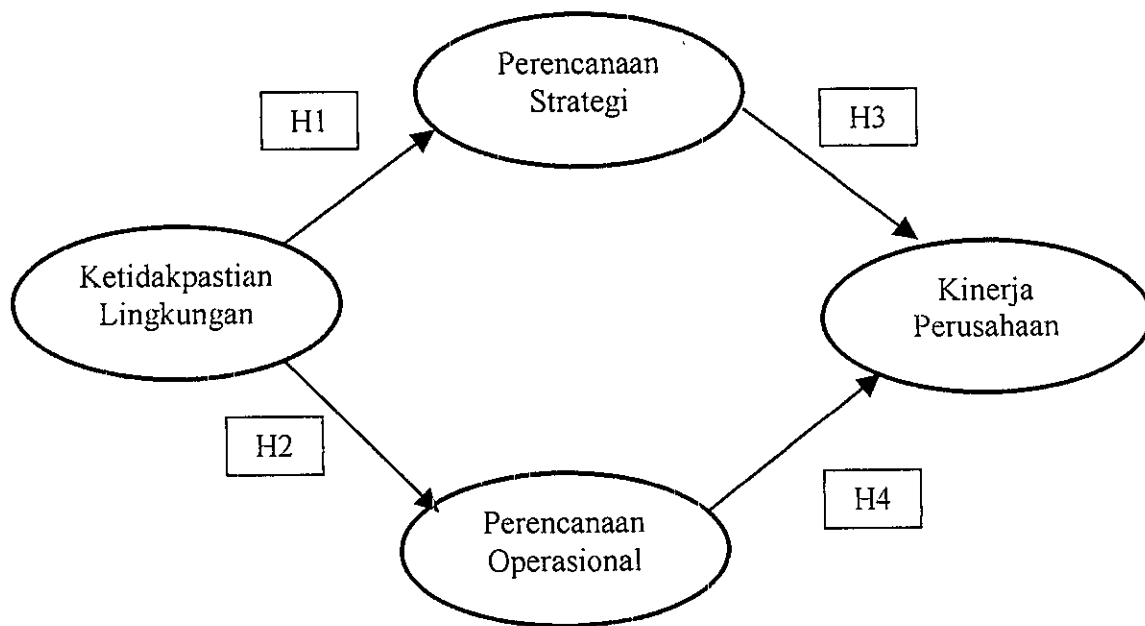 Perencanaan
Strategi
H1
H3
Ketidakpastian
Lingkungan
Kinerja
Perusahaan
H2
H4
Perencanaan
Operasional